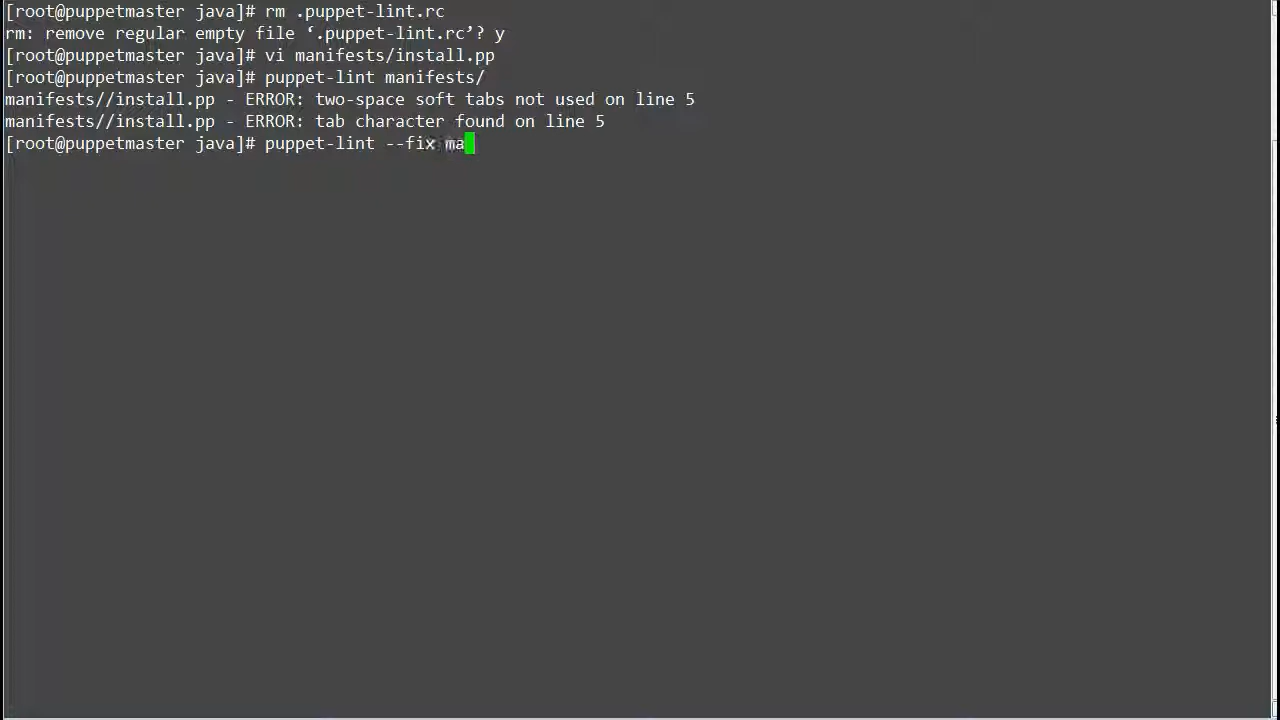 [root@puppetmaster java]# rm .puppet-lint.rc
rm: remove regular empty file ‘.puppet-lint.rc’? y
[root@puppetmaster java]# vi manifests/install.pp
[root@puppetmaster java]# puppet-lint manifests/
manifests//install.pp - ERROR: two-space soft tabs not used on line 5
manifests//install.pp - ERROR: tab character found on line 5
[root@puppetmaster java]# puppet-lint --fix ma